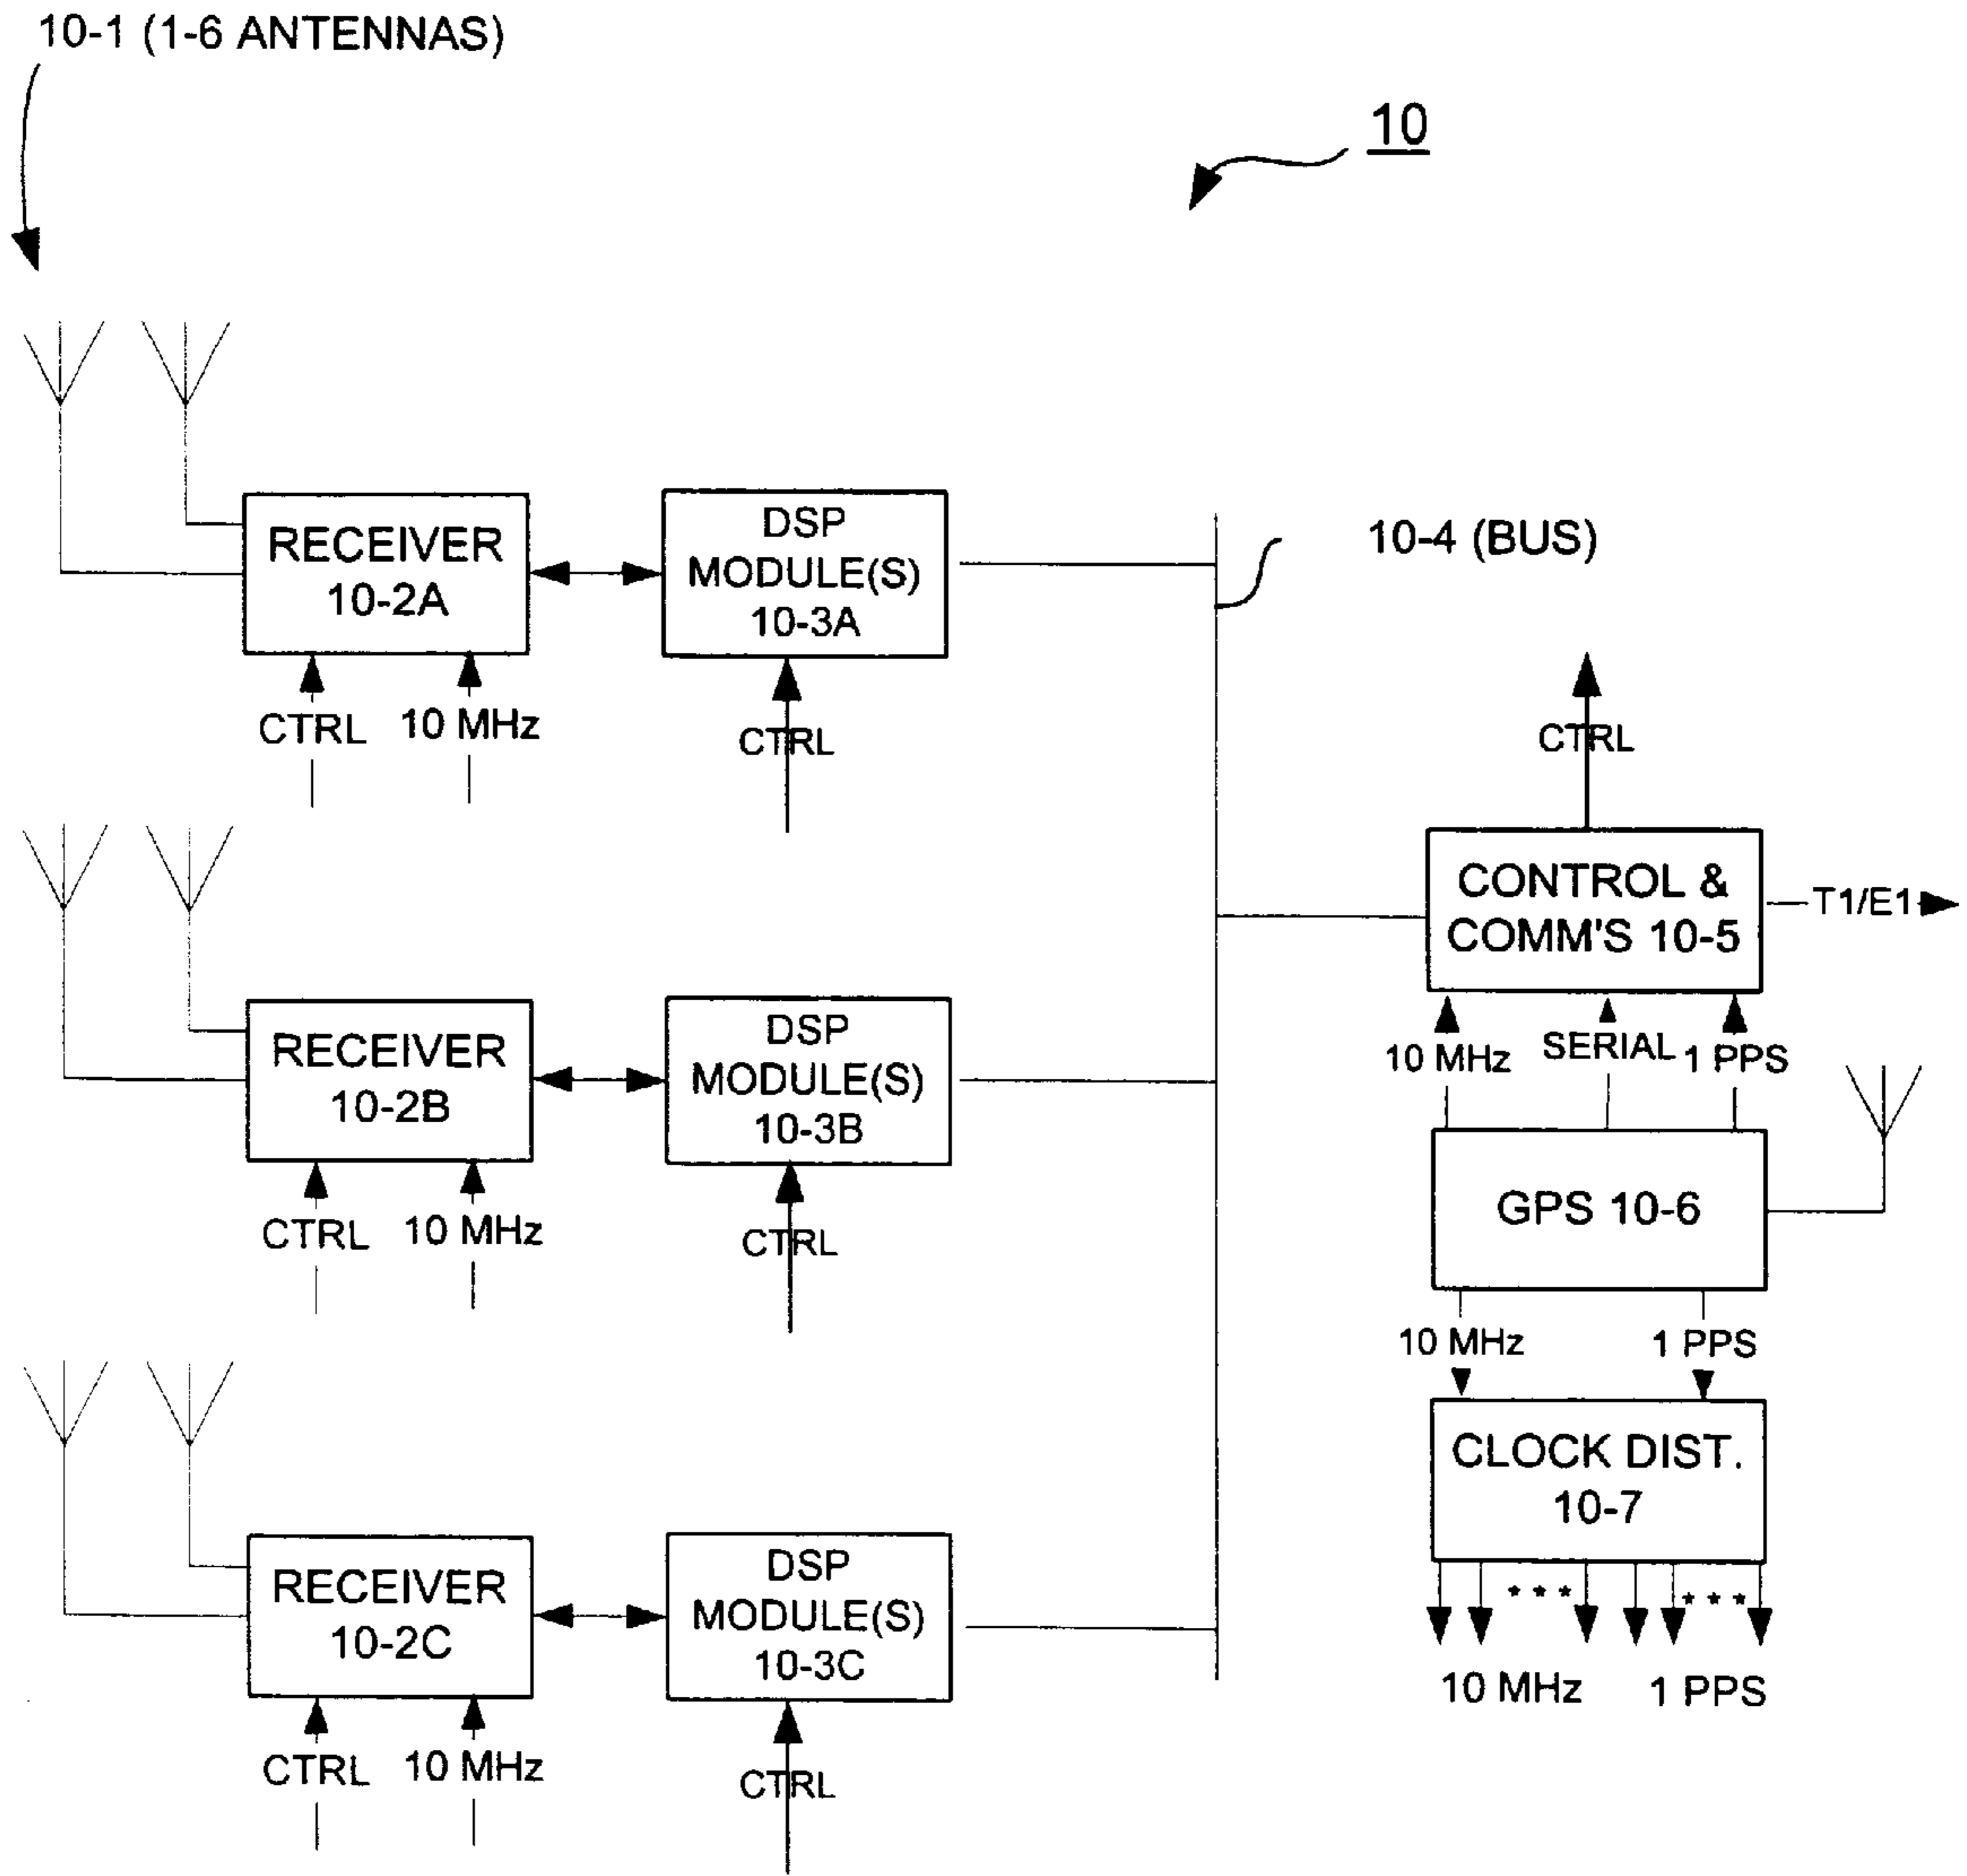 10-1 (1-6 ANTENNAS)
10
RECEIVER
10-2A
DSP
MODULE(S)
10-3A
10-4 (BUS)
CTRL
10 MHz
CTRL
CTRL
CONTROL &
COMM'S 10-5
T1/E1
RECEIVER
10-2B
DSP
MODULE(S)
10-3B
10 MHz
SERIAL
1 PPS
CTRL
10 MHz
CTRL
GPS 10-6
10 MHz
1 PPS
CLOCK DIST.
10-7
* * *
* * *
10 MHz
1 PPS
RECEIVER
10-2C
DSP
MODULE(S)
10-3C
CTRL
10 MHz
CTRL